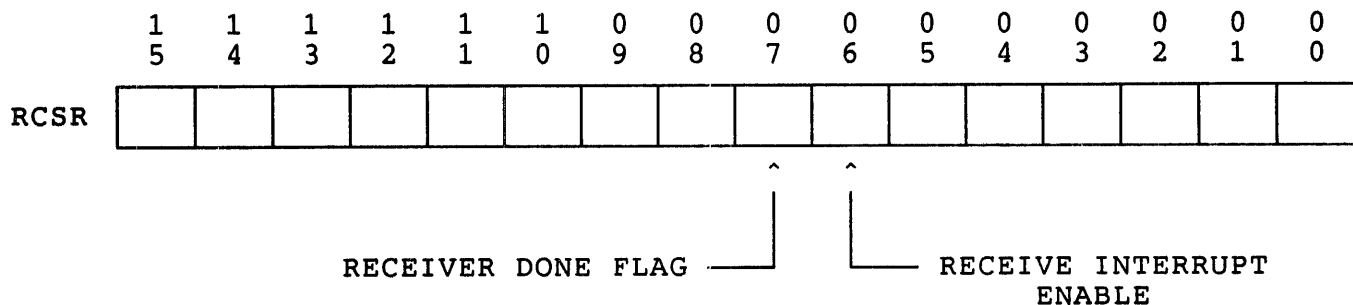 1 1 1 1 1 1 0 0 0 0 0 0 0 0 0 0
5 4 3 2 1 0 9 8 7 6 5 4 3 2 1 0
RCSR
^ ^
RECEIVER DONE FLAG RECEIVE INTERRUPT
ENABLE